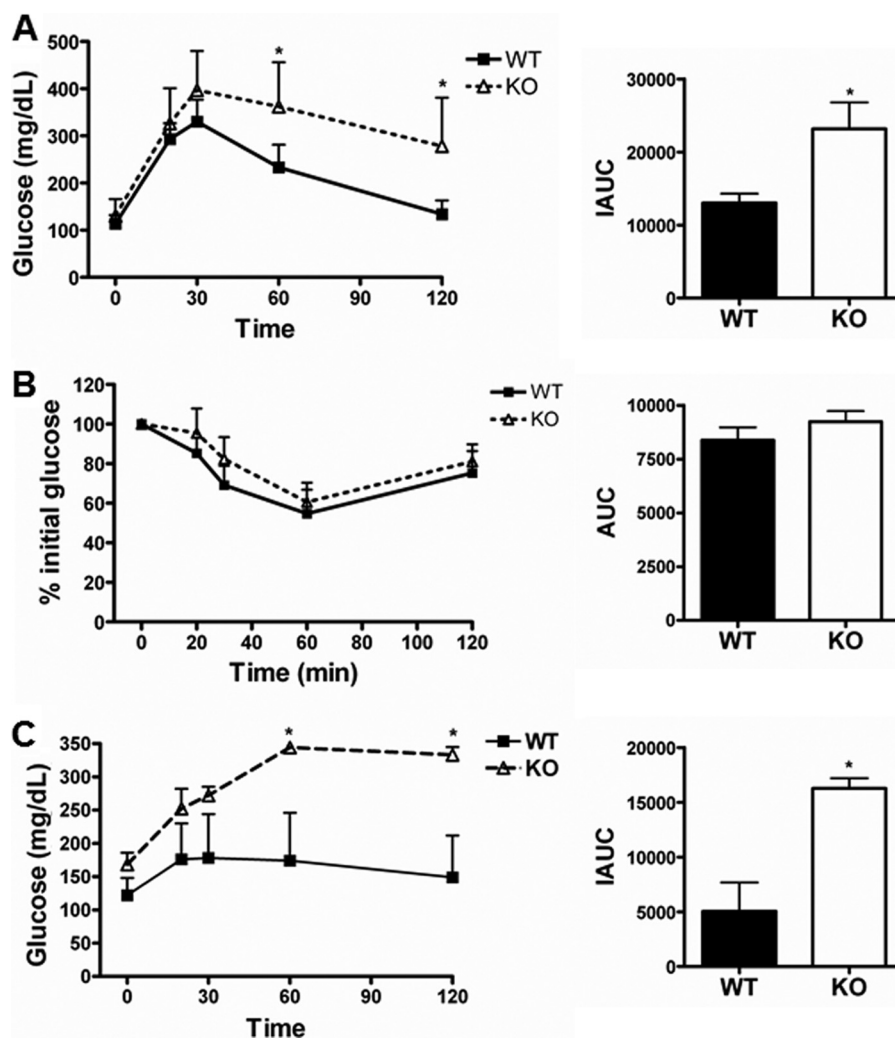 A
Glucose (mg/dL)
500
400
300
200
100
0
*
*
WT
KO
0 30 60 90 120
Time
IAUC
30000
20000
10000
0
*
WT KO
B
% initial glucose
120
100
80
60
40
20
0
WT
KO
0 20 40 60 80 100 120
Time (min)
AUC
10000
7500
5000
2500
0
WT KO
C
Glucose (mg/dL)
350
300
250
200
150
100
50
0
*
*
WT
KO
0 30 60 90 120
Time
IAUC
20000
15000
10000
5000
0
*
WT KO